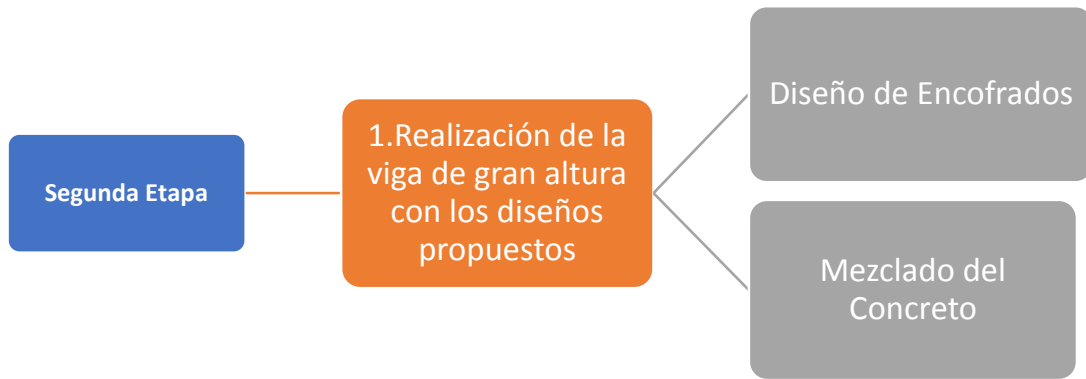 Segunda Etapa
1.Realización de la
viga de gran altura
con los diseños
propuestos
Diseño de Encofrados
Mezclado del
Concreto